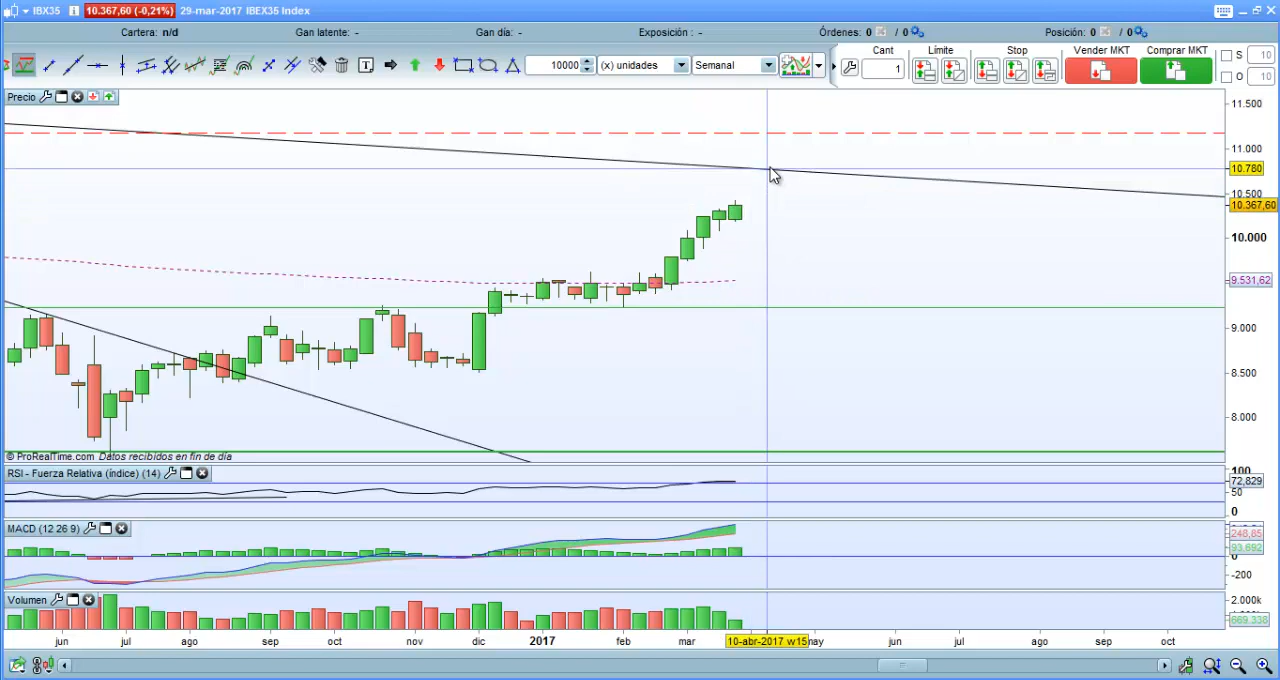 IBX35 10.367,60 (-0,21%) 29-mar-2017 IBEX35 Index
Cartera: n/d Gan latente: - Gan día: - Exposición : - Órdenes: 0 / 0 Posición: 0 / 0
10000 (x) unidades Semanal Cant 1 Límite Stop Vender MKT Comprar MKT S 10
O 10
Precio
11.500
11.000
10.780
10.500
10.367,60
10.000
9.531,62
9.000
8.500
8.000
© ProRealTime.com Datos recibidos en fin de día
RSI - Fuerza Relativa (índice) (14)
100
72,829
50
0
MACD (12 26 9)
248,85
93,692
0
-200
Volumen
2.000k
669.338
jun jul ago sep oct nov dic 2017 feb mar 10-abr-2017 w15 may jun jul ago sep oct